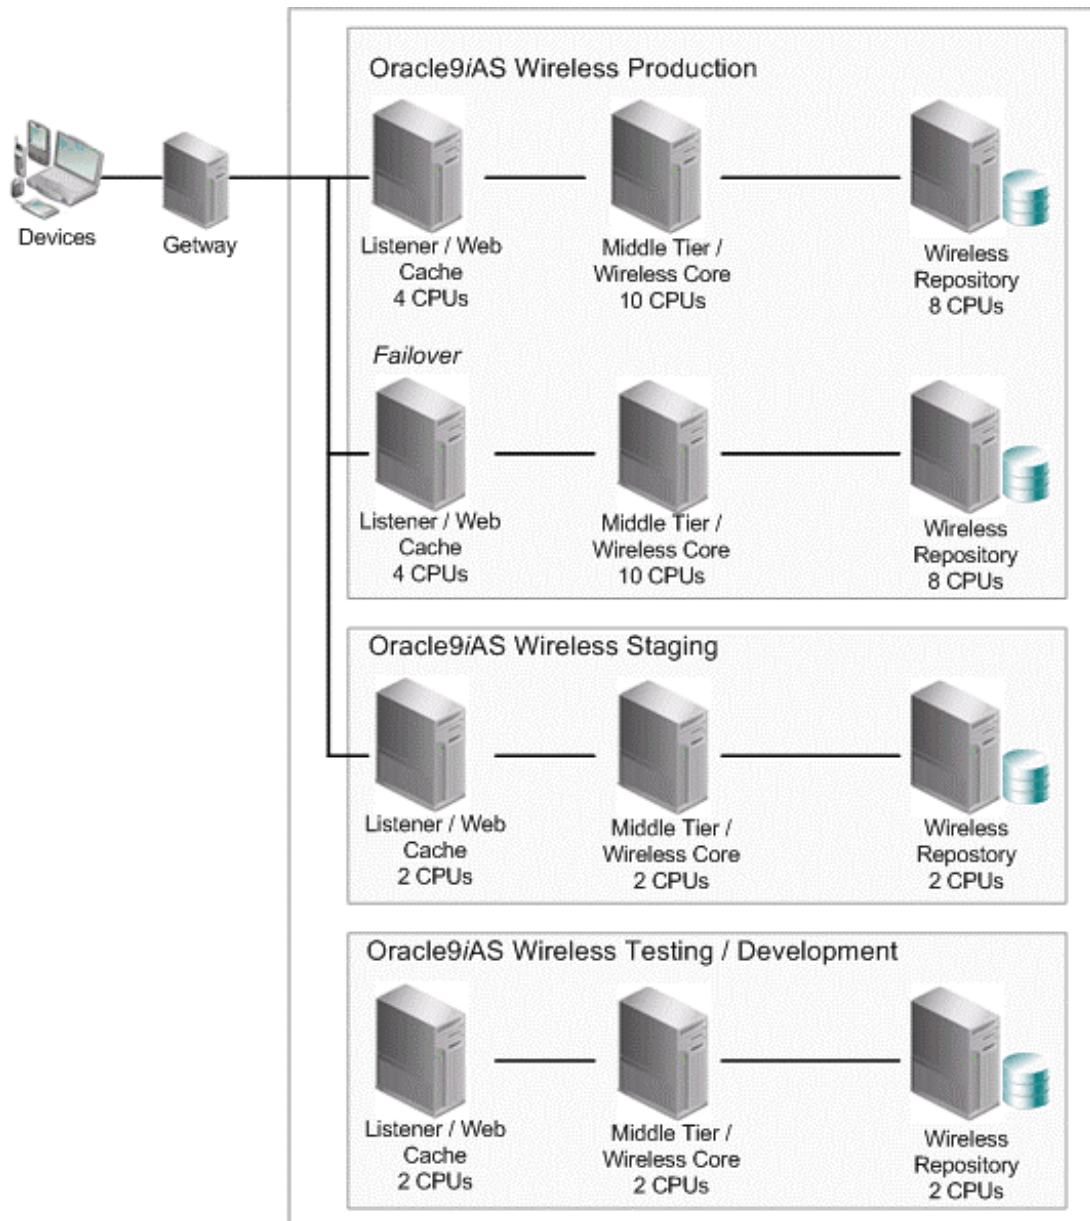 Oracle9iAS Wireless Production
Devices
Getway
Listener / Web
Cache
4 CPUs
Middle Tier /
Wireless Core
10 CPUs
Wireless
Repository
8 CPUs
Failover
Listener / Web
Cache
4 CPUs
Middle Tier /
Wireless Core
10 CPUs
Wireless
Repository
8 CPUs
Oracle9iAS Wireless Staging
Listener / Web
Cache
2 CPUs
Middle Tier /
Wireless Core
2 CPUs
Wireless
Repostory
2 CPUs
Oracle9iAS Wireless Testing / Development
Listener / Web
Cache
2 CPUs
Middle Tier /
Wireless Core
2 CPUs
Wireless
Repository
2 CPUs